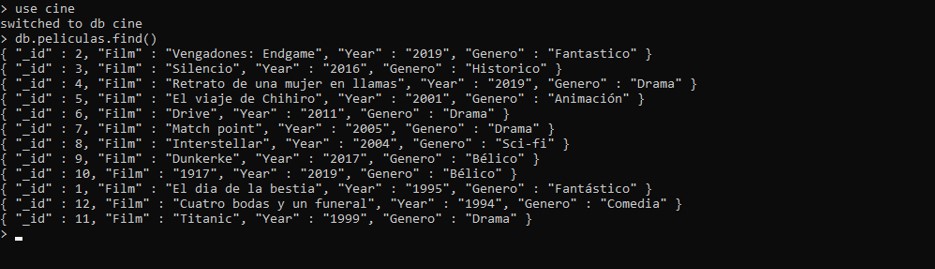 > use cine
switched to db cine
> db.peliculas.find()
{ "_id" : 2, "Film" : "Vengadores: Endgame", "Year" : "2019", "Genero" : "Fantastico" }
{ "_id" : 3, "Film" : "Silencio", "Year" : "2016", "Genero" : "Historico" }
{ "_id" : 4, "Film" : "Retrato de una mujer en llamas", "Year" : "2019", "Genero" : "Drama" }
{ "_id" : 5, "Film" : "El viaje de Chihiro", "Year" : "2001", "Genero" : "Animación" }
{ "_id" : 6, "Film" : "Drive", "Year" : "2011", "Genero" : "Drama" }
{ "_id" : 7, "Film" : "Match point", "Year" : "2005", "Genero" : "Drama" }
{ "_id" : 8, "Film" : "Interstellar", "Year" : "2004", "Genero" : "Sci-fi" }
{ "_id" : 9, "Film" : "Dunkerke", "Year" : "2017", "Genero" : "Bélico" }
{ "_id" : 10, "Film" : "1917", "Year" : "2019", "Genero" : "Bélico" }
{ "_id" : 1, "Film" : "El dia de la bestia", "Year" : "1995", "Genero" : "Fantástico" }
{ "_id" : 12, "Film" : "Cuatro bodas y un funeral", "Year" : "1994", "Genero" : "Comedia" }
{ "_id" : 11, "Film" : "Titanic", "Year" : "1999", "Genero" : "Drama" }
>